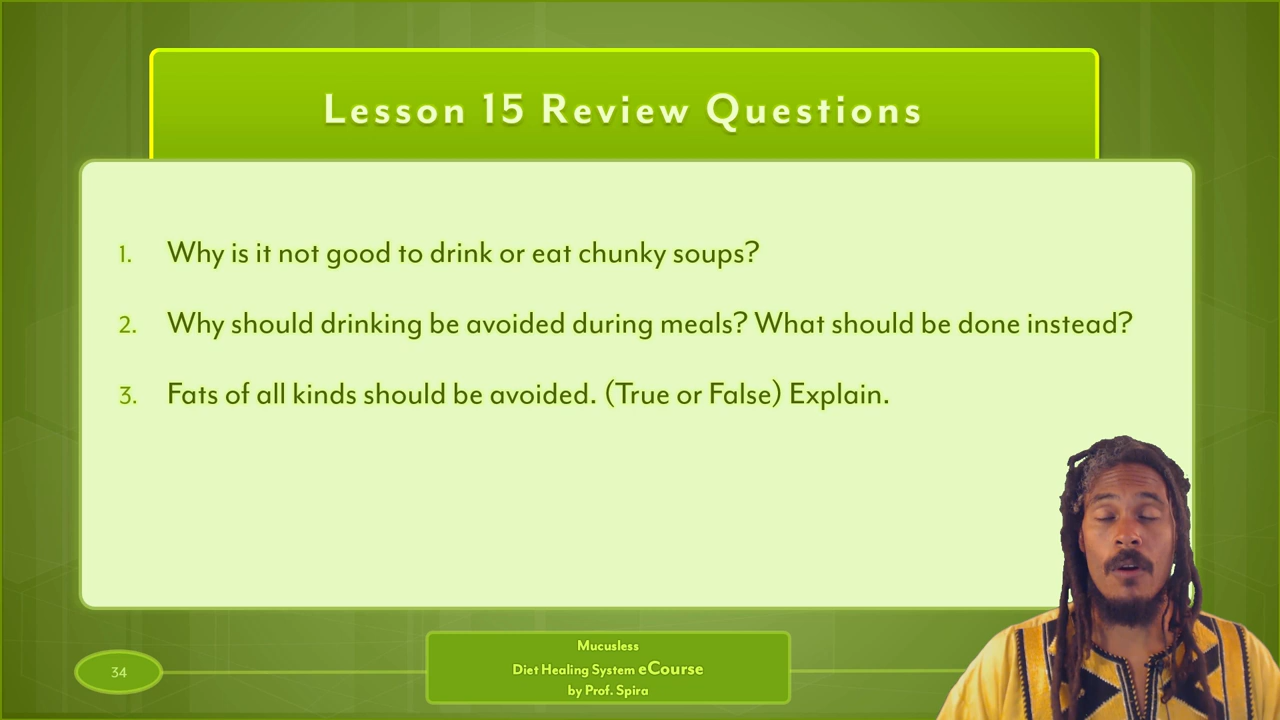 Lesson 15 Review Questions
1. Why is it not good to drink or eat chunky soups?
2. Why should drinking be avoided during meals? What should be done instead?
3. Fats of all kinds should be avoided. (True or False) Explain.
34
Mucusless
Diet Healing System eCourse
by Prof. Spira